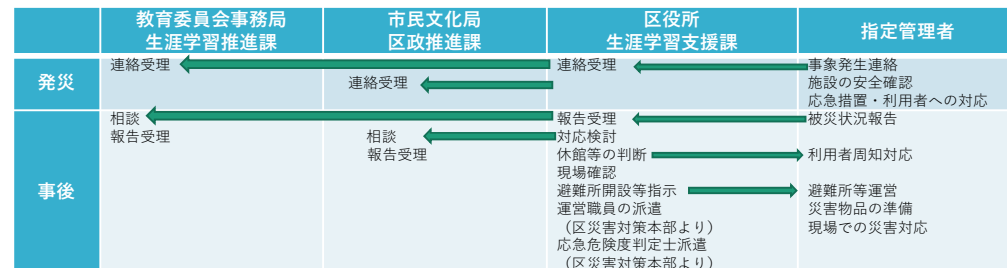 教育委員会事務局
生涯学習推進課
市民文化局
区政推進課
区役所
生涯学習支援課
指定管理者
発災
連絡受理
連絡受理
連絡受理
事象発生連絡
施設の安全確認
応急措置・利用者への対応
事後
相談
報告受理
相談
報告受理
報告受理
対応検討
休館等の判断
現場確認
避難所開設等指示
運営職員の派遣
（区災害対策本部より）
応急危険度判定士派遣
（区災害対策本部より）
被災状況報告
利用者周知対応
避難所等運営
災害物品の準備
現場での災害対応